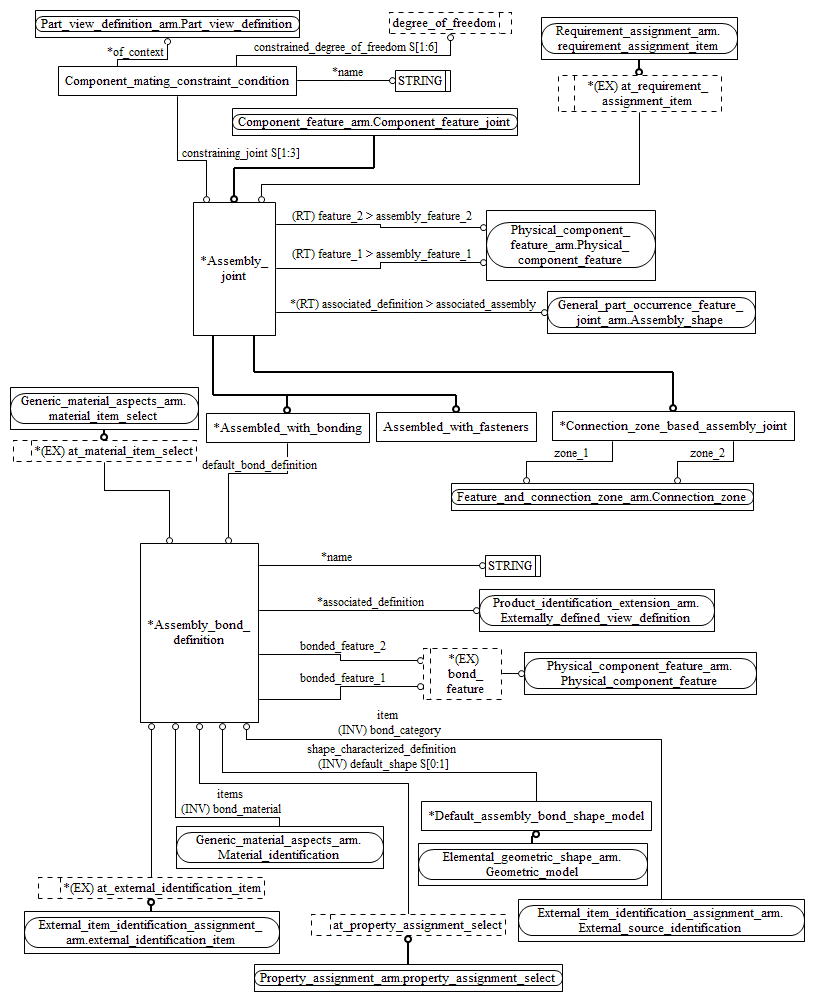 Part_view_definition_arm.Part_view_definition
degree_of_freedom
Requirement_assignment_arm.
requirement_assignment_item
*of_context
constrained_degree_of_freedom S[1:6]
Component_mating_constraint_condition
*name
STRING
*(EX) at_requirement_
assignment_item
Component_feature_arm.Component_feature_joint
constraining_joint S[1:3]
*Assembly_
joint
(RT) feature_2 > assembly_feature_2
(RT) feature_1 > assembly_feature_1
Physical_component_
feature_arm.Physical_
component_feature
*(RT) associated_definition > associated_assembly
General_part_occurrence_feature_
joint_arm.Assembly_shape
Generic_material_aspects_arm.
material_item_select
*(EX) at_material_item_select
*Assembled_with_bonding
Assembled_with_fasteners
*Connection_zone_based_assembly_joint
default_bond_definition
zone_1
zone_2
Feature_and_connection_zone_arm.Connection_zone
*Assembly_bond_
definition
*name
STRING
*associated_definition
Product_identification_extension_arm.
Externally_defined_view_definition
bonded_feature_2
bonded_feature_1
*(EX)
bond_
feature
Physical_component_feature_arm.
Physical_component_feature
item
(INV) bond_category
shape_characterized_definition
(INV) default_shape S[0:1]
items
(INV) bond_material
*Default_assembly_bond_shape_model
Generic_material_aspects_arm.
Material_identification
Elemental_geometric_shape_arm.
Geometric_model
*(EX) at_external_identification_item
External_item_identification_assignment_
arm.external_identification_item
at_property_assignment_select
External_item_identification_assignment_arm.
External_source_identification
Property_assignment_arm.property_assignment_select